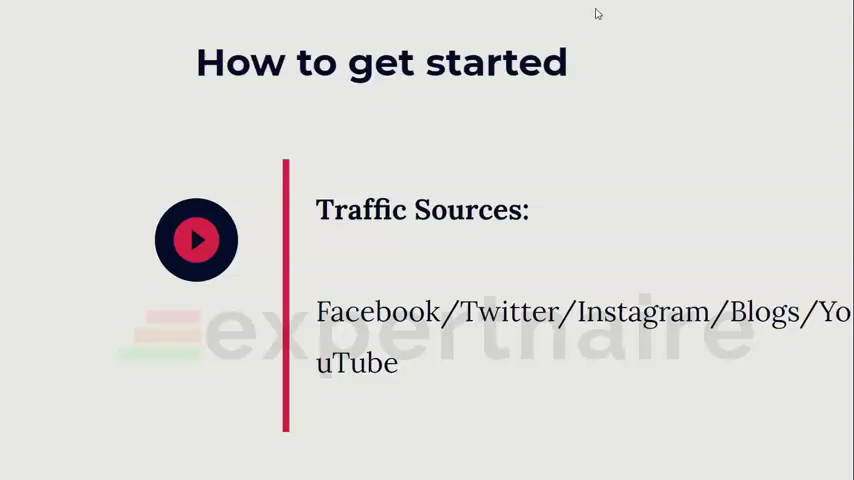 How to get started
Traffic Sources:
Facebook/Twitter/Instagram/Blogs/Yo
uTube
expertnaire